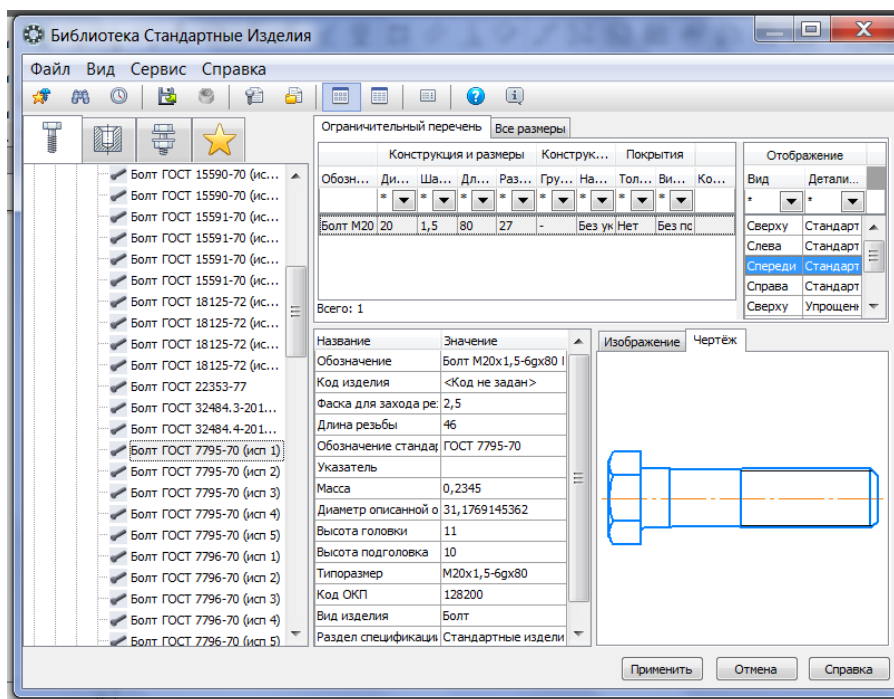 Библиотека Стандартные Изделия
Файл Вид Сервис Справка
Ограничительный перечень Все размеры
Конструкция и размеры Конструк... Покрытия
Обозн... Ди... Ша... Дл... Раз... Гру... На... Тол... Ви... Ко...
* * * * * * * *
Болт М20 20 1,5 80 27 - Без ук Нет Без по
Всего: 1
Отображение
Вид Детали...
* *
Сверху Стандарт
Слева Стандарт
Спереди Стандарт
Справа Стандарт
Сверху Упрощен
Болт ГОСТ 15590-70 (ис...
Болт ГОСТ 15590-70 (ис...
Болт ГОСТ 15591-70 (ис...
Болт ГОСТ 15591-70 (ис...
Болт ГОСТ 15591-70 (ис...
Болт ГОСТ 15591-70 (ис...
Болт ГОСТ 18125-72 (ис...
Болт ГОСТ 18125-72 (ис...
Болт ГОСТ 18125-72 (ис...
Болт ГОСТ 18125-72 (ис...
Болт ГОСТ 22353-77
Болт ГОСТ 32484.3-201...
Болт ГОСТ 32484.4-201...
Болт ГОСТ 7795-70 (исп 1)
Болт ГОСТ 7795-70 (исп 2)
Болт ГОСТ 7795-70 (исп 3)
Болт ГОСТ 7795-70 (исп 4)
Болт ГОСТ 7795-70 (исп 5)
Болт ГОСТ 7796-70 (исп 1)
Болт ГОСТ 7796-70 (исп 2)
Болт ГОСТ 7796-70 (исп 3)
Болт ГОСТ 7796-70 (исп 4)
Болт ГОСТ 7796-70 (исп 5)
Название Значение
Обозначение Болт М20х1,5-6gх80
Код изделия <Код не задан>
Фаска для захода ре: 2,5
Длина резьбы 46
Обозначение станда ГОСТ 7795-70
Указатель
Масса 0,2345
Диаметр описанной о 31,1769145362
Высота головки 11
Высота подголовка 10
Типоразмер М20х1,5-6gх80
Код ОКП 128200
Вид изделия Болт
Раздел спецификаци Стандартные издели
Изображение Чертёж
Применить Отмена Справка